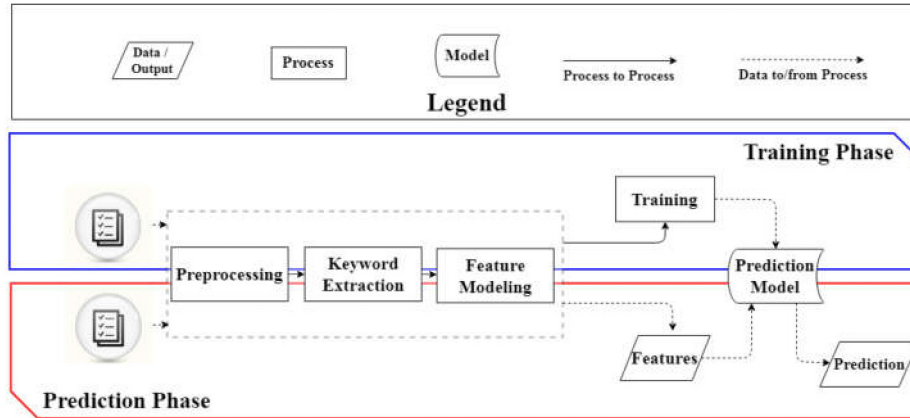 Data /
Output
Process
Model
Process to Process
Data to/from Process
Legend
Training Phase
Training
Preprocessing
Keyword
Extraction
Feature
Modeling
Prediction
Model
Features
Prediction
Prediction Phase